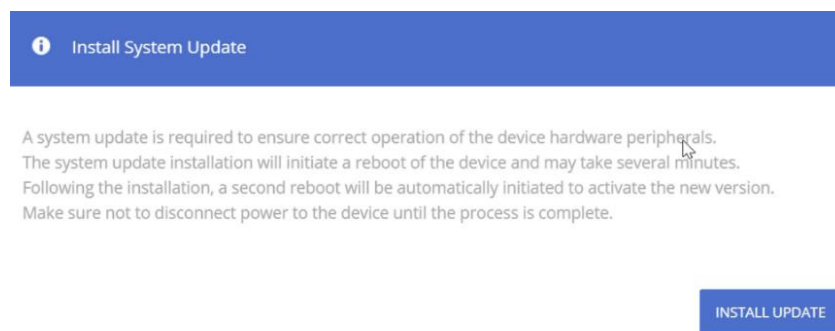 Install System Update
A system update is required to ensure correct operation of the device hardware peripherals.
The system update installation will initiate a reboot of the device and may take several minutes.
Following the installation, a second reboot will be automatically initiated to activate the new version.
Make sure not to disconnect power to the device until the process is complete.
INSTALL UPDATE